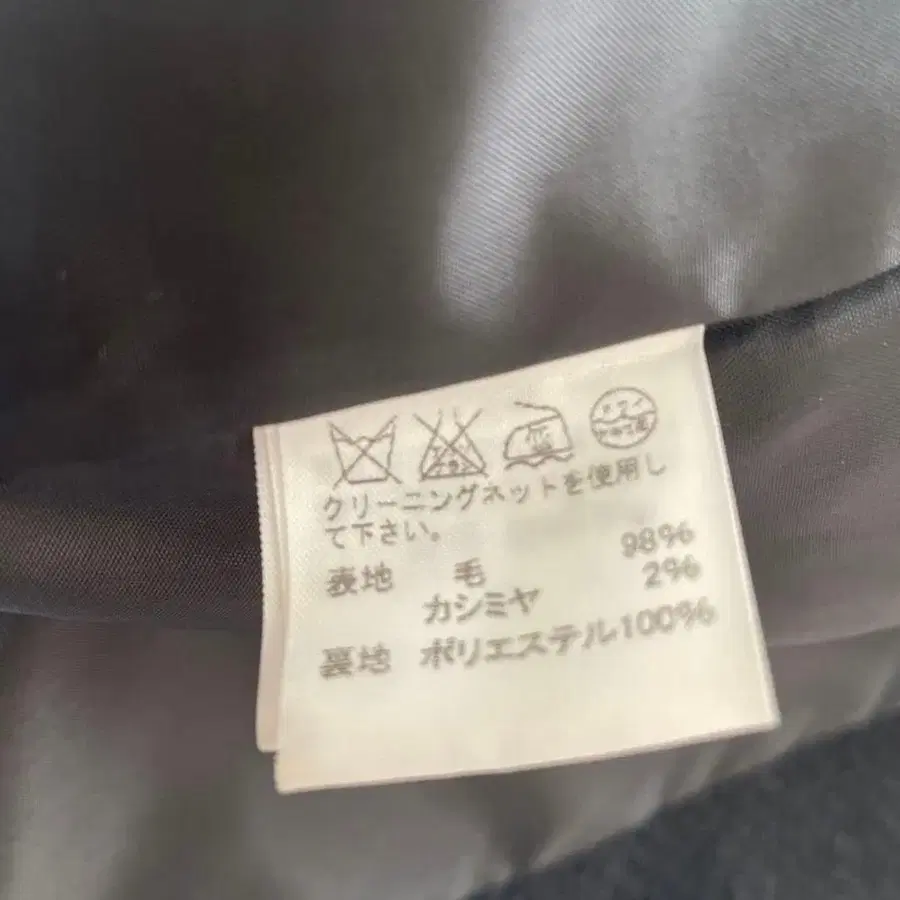 クリーニングネットを使用し
て下さい。
表地 毛 98%
カシミヤ 2%
裏地 ポリエステル100%